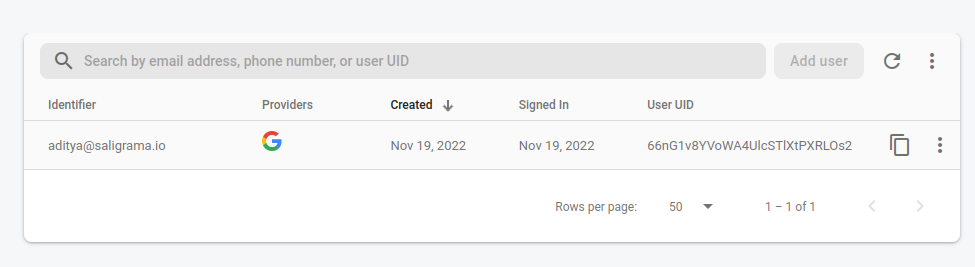 Search by email address, phone number, or user UID Add user
Identifier Providers Created Signed In User UID
aditya@saligrama.io Nov 19, 2022 Nov 19, 2022 66nG1v8YVoWA4UlcSTlXtPXRLOs2
Rows per page: 50 1 – 1 of 1